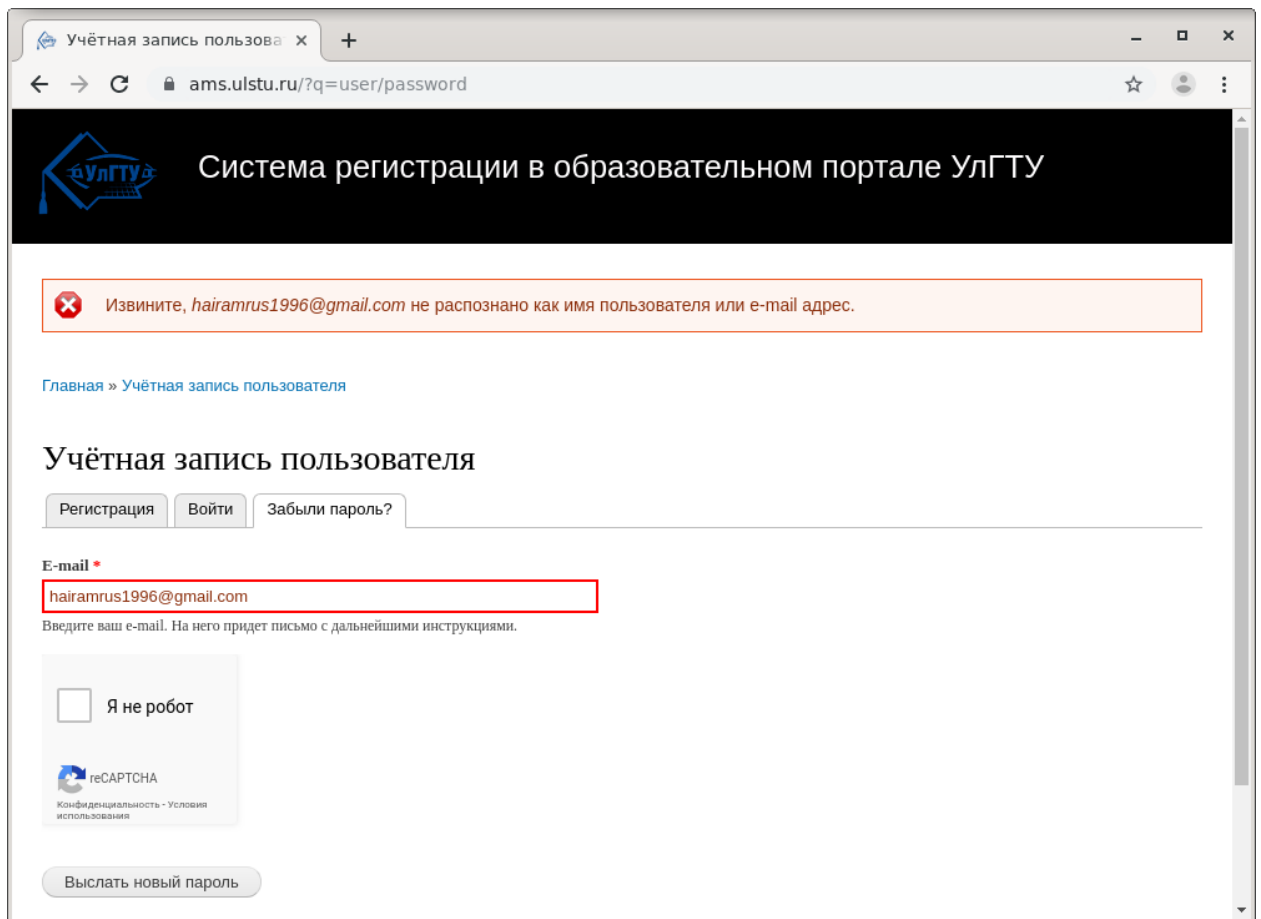 Учётная запись пользова
ams.ulstu.ru/?q=user/password
УлГТУ
Система регистрации в образовательном портале УлГТУ
Извините, hairamrus1996@gmail.com не распознано как имя пользователя или e-mail адрес.
Главная » Учётная запись пользователя
Учётная запись пользователя
Регистрация Войти Забыли пароль?
E-mail *
hairamrus1996@gmail.com
Введите ваш e-mail. На него придет письмо с дальнейшими инструкциями.
Я не робот
reCAPTCHA
Конфиденциальность - Условия
использования
Выслать новый пароль